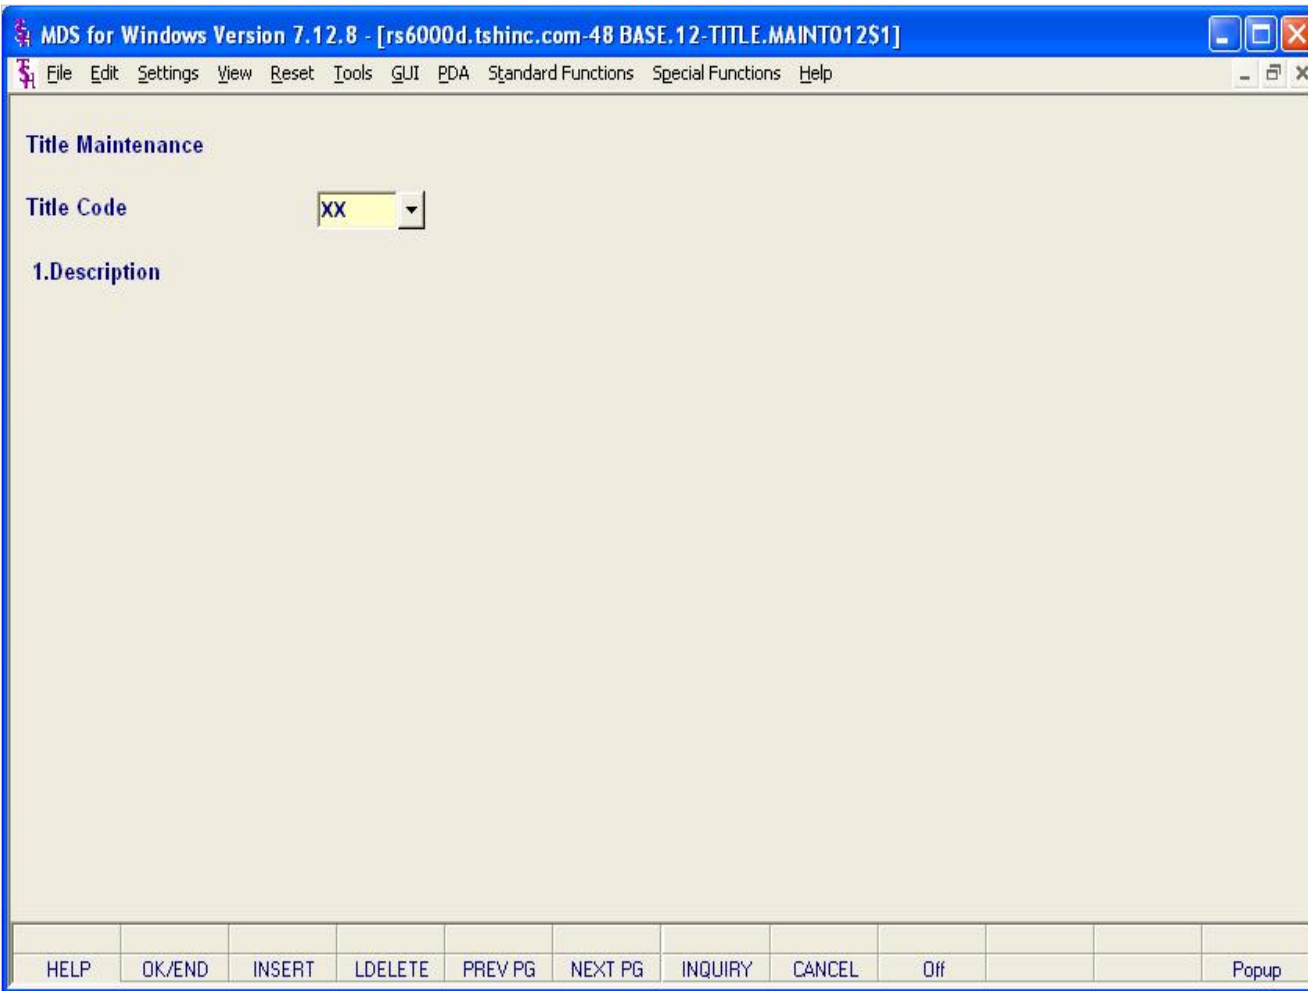 MDS for Windows Version 7.12.8 - [rs6000d.tshinc.com-48 BASE.12-TITLE.MAINT012$1]
File Edit Settings View Reset Tools GUI PDA Standard Functions Special Functions Help
Title Maintenance
Title Code XX
1.Description
HELP OK/END INSERT LDELETE PREV PG NEXT PG INQUIRY CANCEL Off Popup